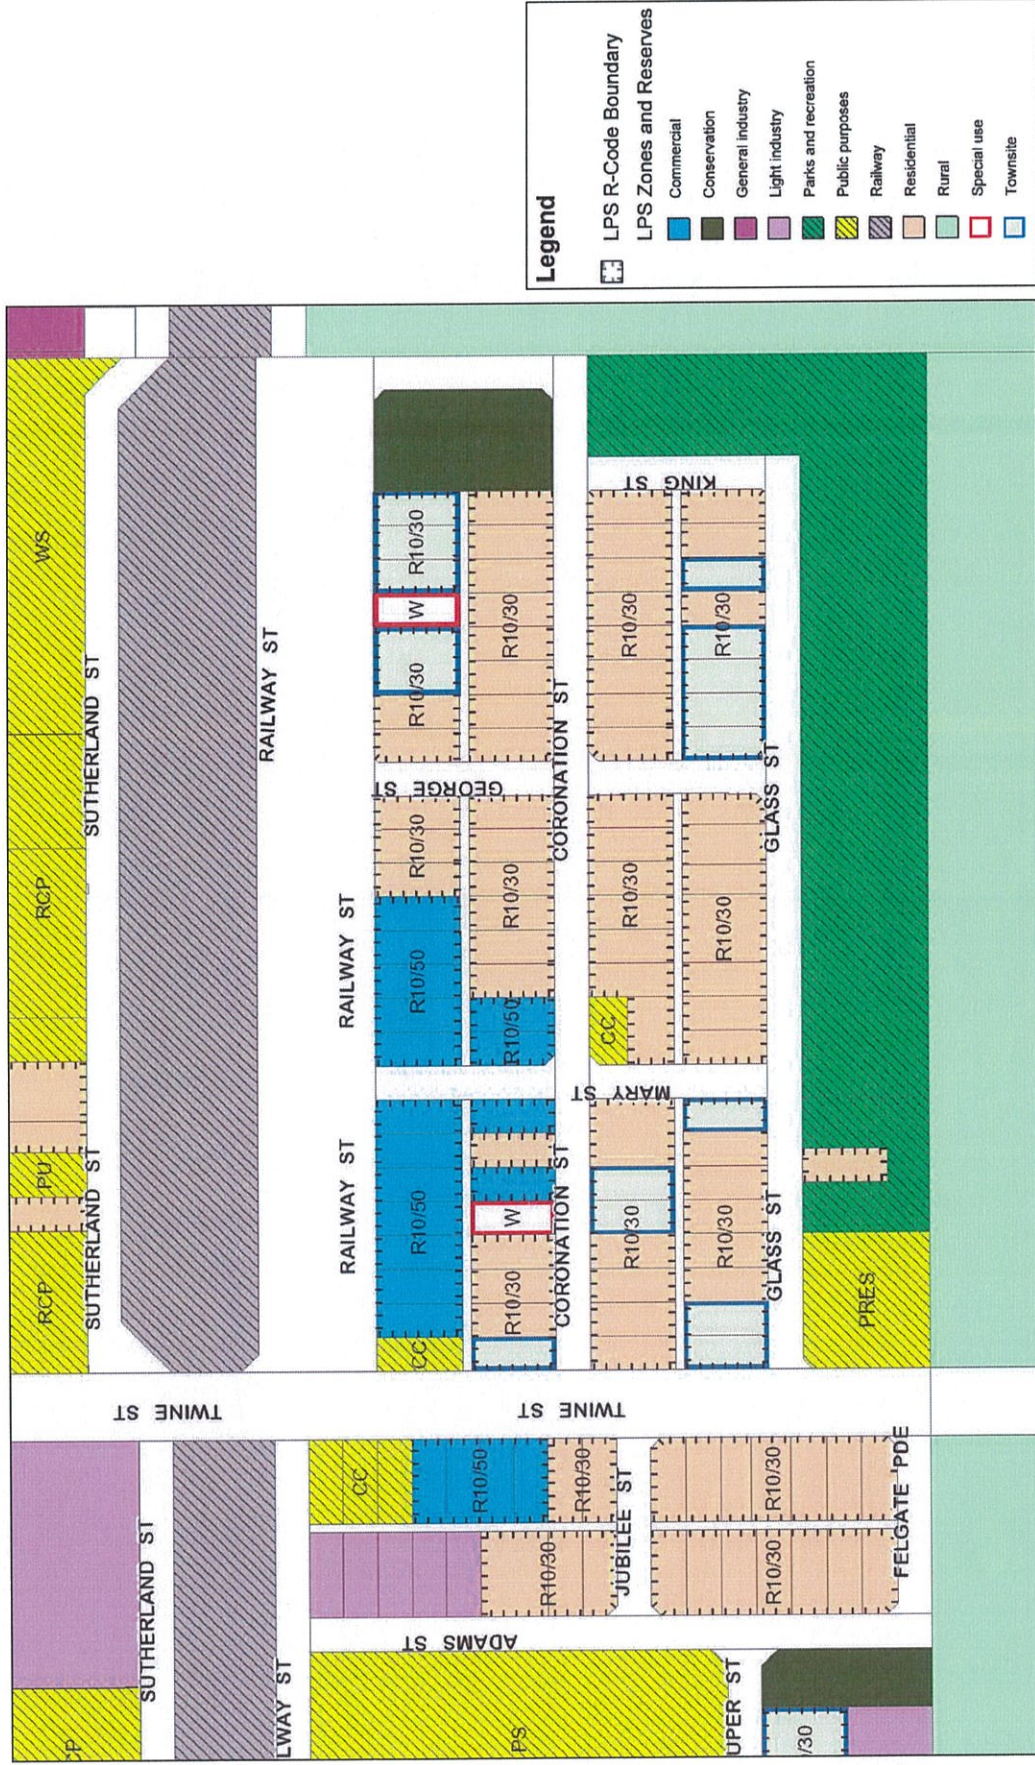 SUTHERLAND ST
SUTHERLAND ST
SUTHERLAND ST
:P
RCP
PU
RCP
WS
LWAY ST
RAILWAY ST
RAILWAY ST
RAILWAY ST
TWINE ST
TWINE ST
ADAMS ST
MARY ST
GEORGE ST
KING ST
PS
CC
R10/50
R10/30
R10/30
JUBILEE ST
R10/30
R10/30
FELGATE PDE
UPER ST
/30
CC
R10/50
R10/50
R10/30
R10/30
W
R10/30
R10/30
W
R10/50
R10/30
R10/30
CORONATION ST
CORONATION ST
R10/30
CC
R10/30
R10/30
R10/30
R10/30
R10/30
GLASS ST
GLASS ST
PRES
Legend
LPS R-Code Boundary
LPS Zones and Reserves
Commercial
Conservation
General industry
Light industry
Parks and recreation
Public purposes
Railway
Residential
Rural
Special use
Townsite